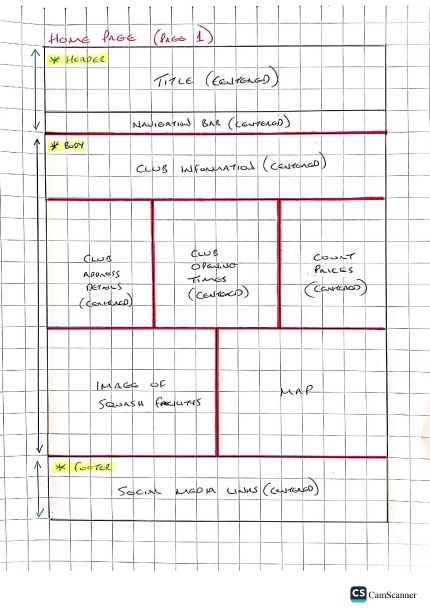 HOME PAGE (PAGE 1)
* HEADER
TITLE (CENTERED)
NAVIGATION BAR (CENTERED)
* BODY
CLUB INFORMATION (CENTERED)
CLUB
ADDRESS
DETAILS
(CENTERED)
CLUB
OPENING
TIMES
(CENTERED)
COURT
PRICES
(CENTERED)
IMAGE OF
SQUASH FACILITIES
MAP
* FOOTER
SOCIAL MEDIA LINKS (CENTERED)
CS CamScanner